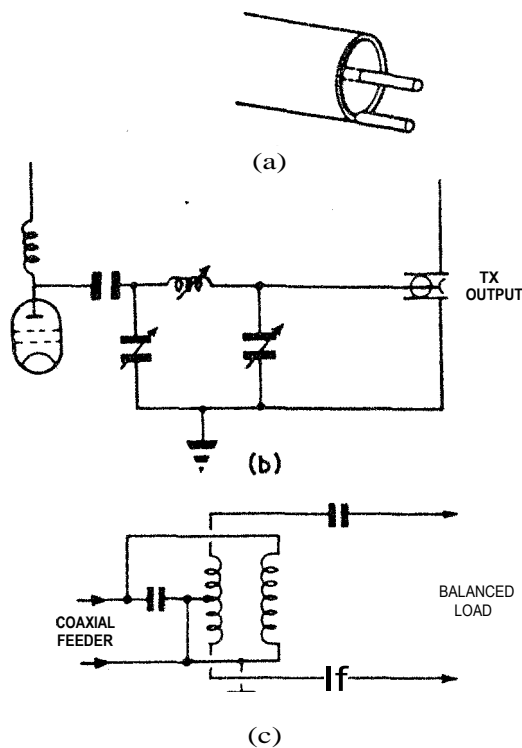 (a)
TX
OUTPUT
(b)
COAXIAL
FEEDER
BALANCED
LOAD
(c)